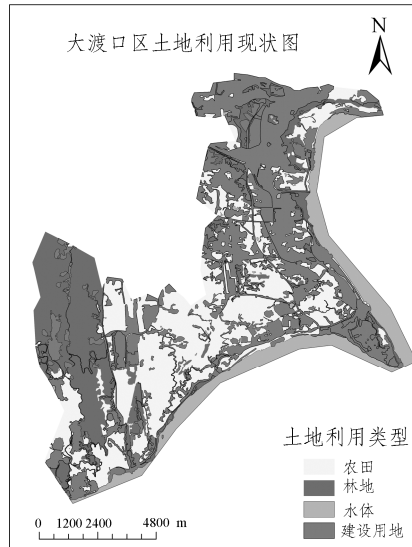 大渡口区土地利用现状图
N
土地利用类型
农田
林地
水体
建设用地
0 1200 2400 4800 m